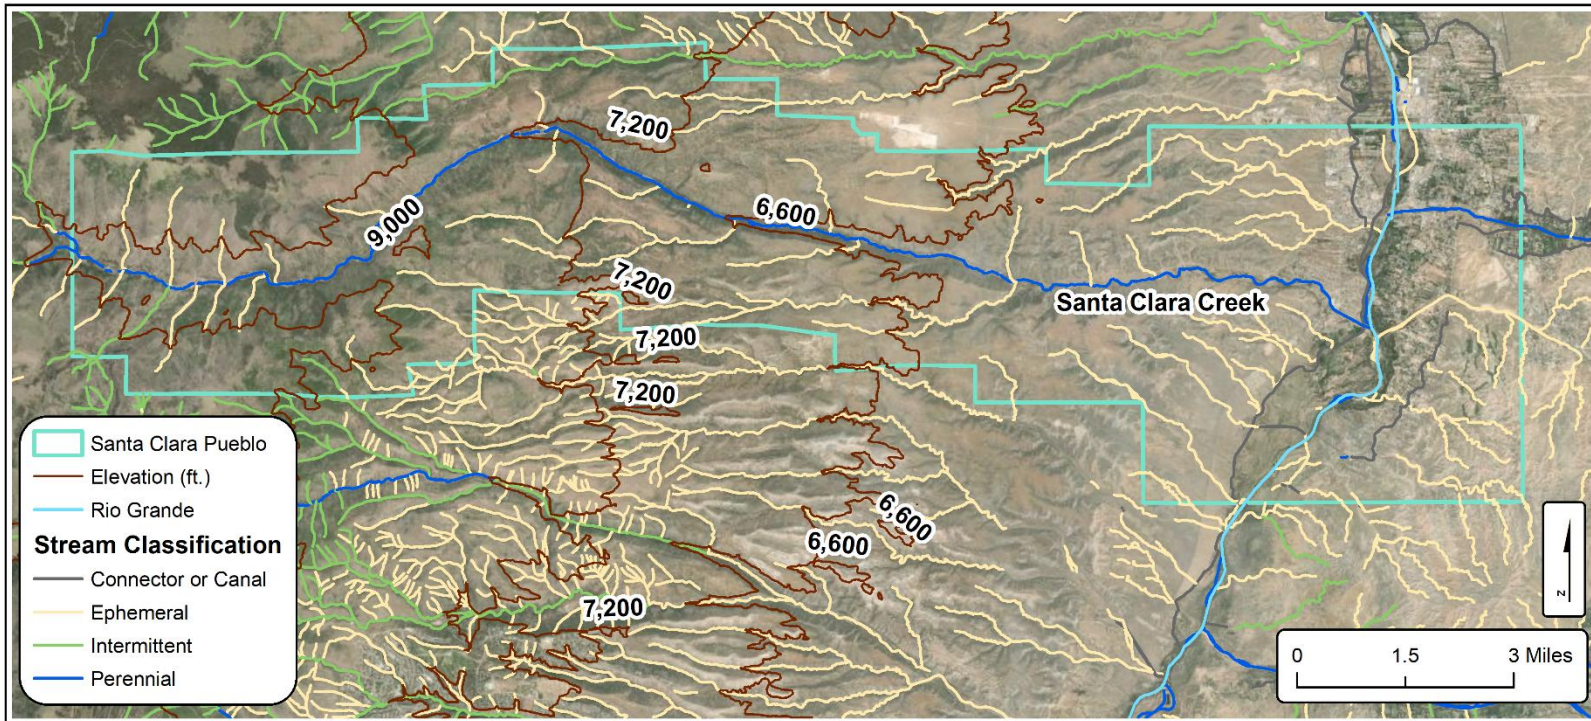 7,200
9,000
6,600
7,200
Santa Clara Creek
7,200
7,200
6,600
6,600
7,200
Santa Clara Pueblo
Elevation (ft.)
Rio Grande
Stream Classification
Connector or Canal
Ephemeral
Intermittent
Perennial
N
0 1.5 3 Miles